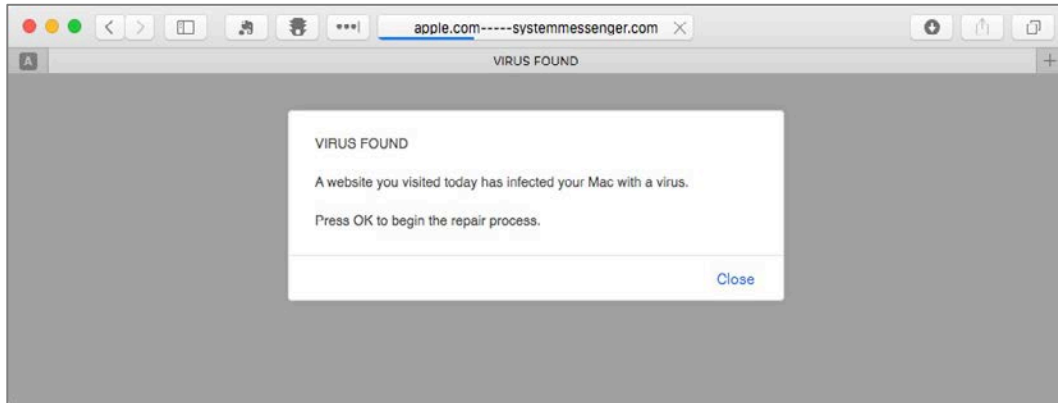 apple.com-----systemmessenger.com
A
VIRUS FOUND
VIRUS FOUND
A website you visited today has infected your Mac with a virus.
Press OK to begin the repair process.
Close